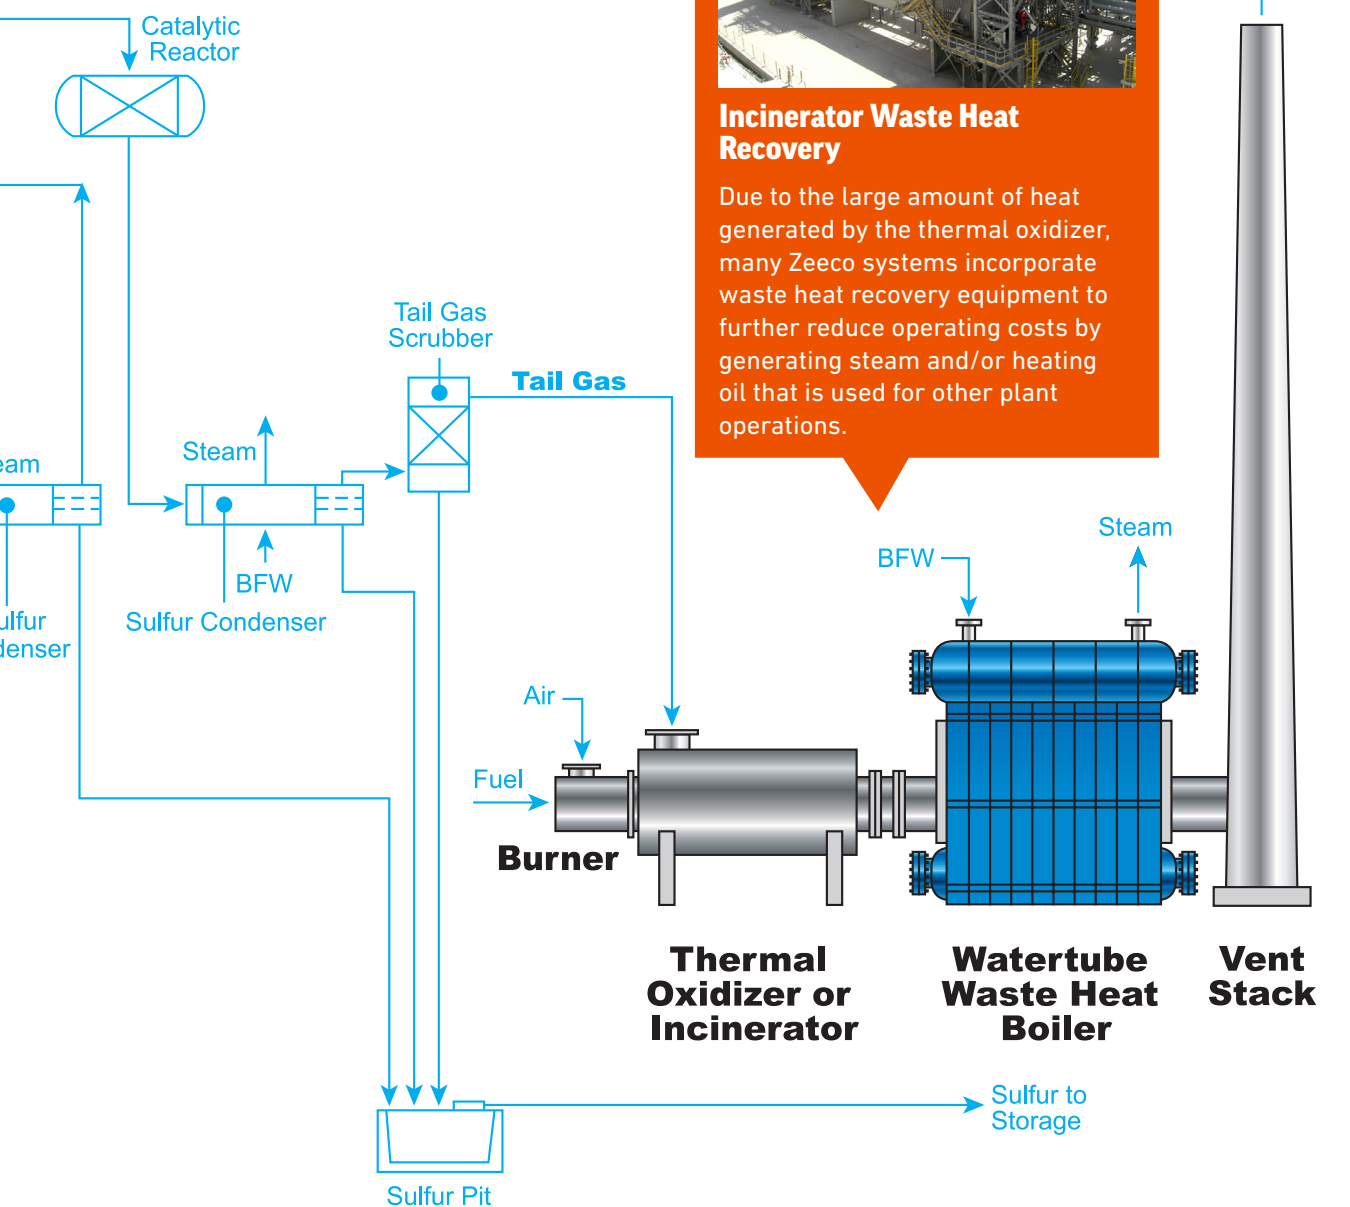 Catalytic
Reactor
Incinerator Waste Heat
Recovery
Due to the large amount of heat
generated by the thermal oxidizer,
many Zeeco systems incorporate
waste heat recovery equipment to
further reduce operating costs by
generating steam and/or heating
oil that is used for other plant
operations.
Tail Gas
Scrubber
Tail Gas
Steam
eam
BFW
Sulfur Condenser
ulfur
denser
BFW
Steam
Air
Fuel
Burner
Thermal
Oxidizer or
Incinerator
Watertube
Waste Heat
Boiler
Vent
Stack
Sulfur to
Storage
Sulfur Pit